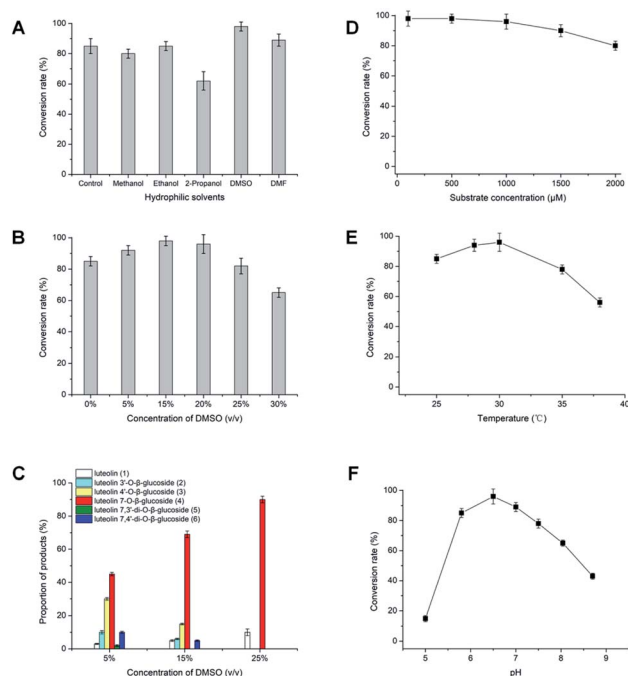 A
Conversion rate (%)
100
80
60
40
20
0
Control Methanol Ethanol 2-Propanol DMSO DMF
Hydrophilic solvents
B
Conversion rate (%)
100
80
60
40
20
0
0% 5% 15% 20% 25% 30%
Concentration of DMSO (v/v)
C
Proportion of products (%)
100
80
60
40
20
0
luteolin (1)
luteolin 3'-O-β-glucoside (2)
luteolin 4'-O-β-glucoside (3)
luteolin 7-O-β-glucoside (4)
luteolin 7,3'-di-O-β-glucoside (5)
luteolin 7,4'-di-O-β-glucoside (6)
5% 15% 25%
Concentration of DMSO (v/v)
D
Conversion rate (%)
100
80
60
40
20
0
0 500 1000 1500 2000
Substrate concentration (μM)
E
Conversion rate (%)
100
80
60
40
20
0
25 30 35 40
Temperature (℃)
F
Conversion rate (%)
100
80
60
40
20
0
5 6 7 8 9
pH